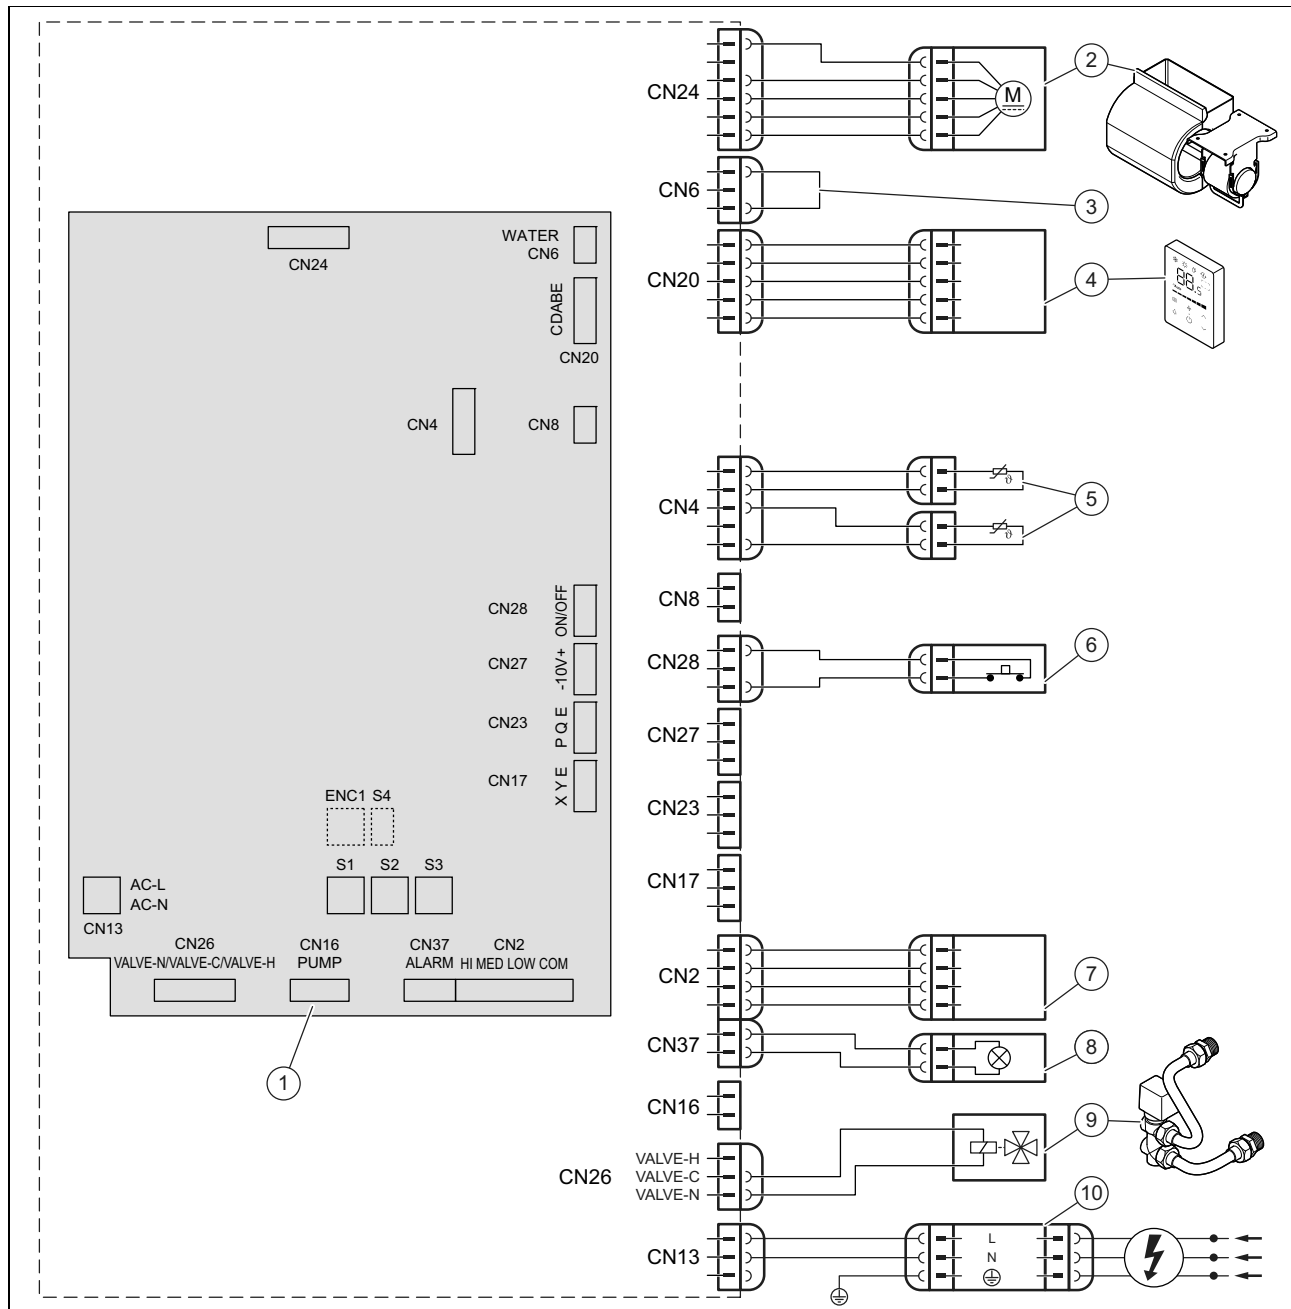 CN24
M
2
CN6
3
CN20
4
88.5
CN24
WATER
CN6
CDABE
CN20
CN4
CN8
CN4
ϑ
ϑ
5
CN8
CN28
ON/OFF
CN28
6
CN27
-10V+
CN27
CN23
P Q E
CN23
CN17
X Y E
ENC1 S4
S1 S2 S3
CN17
AC-L
AC-N
CN13
CN26
VALVE-N/VALVE-C/VALVE-H
CN16
PUMP
CN37
ALARM
CN2
HI MED LOW COM
CN2
7
CN37
8
1
CN16
9
CN26
VALVE-H
VALVE-C
VALVE-N
10
CN13
L
N